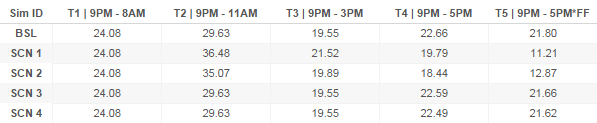 Sim ID T1 | 9PM - 8AM T2 | 9PM - 11AM T3 | 9PM - 3PM T4 | 9PM - 5PM T5 | 9PM - 5PM*FF
BSL 24.08 29.63 19.55 22.66 21.80
SCN 1 24.08 36.48 21.52 19.79 11.21
SCN 2 24.08 35.07 19.89 18.44 12.87
SCN 3 24.08 29.63 19.55 22.59 21.66
SCN 4 24.08 29.63 19.55 22.49 21.62